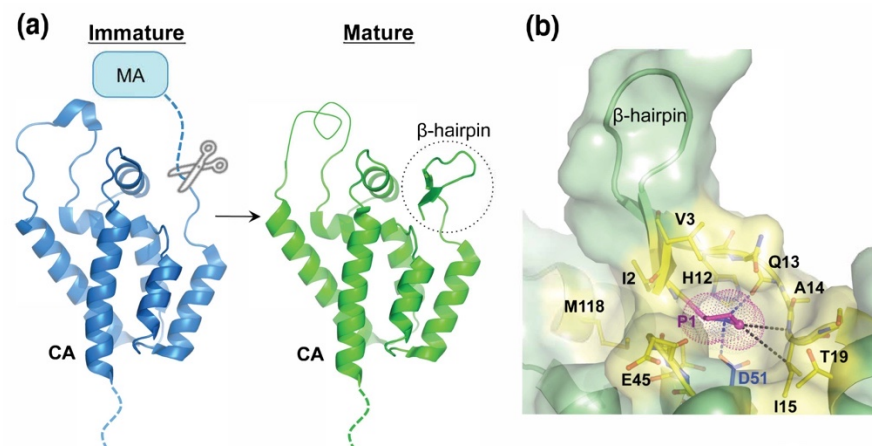 (a)
Immature
Mature
MA
β-hairpin
CA
CA
(b)
β-hairpin
V3
Q13
I2
H12
A14
M118
P1
T19
E45
D51
I15